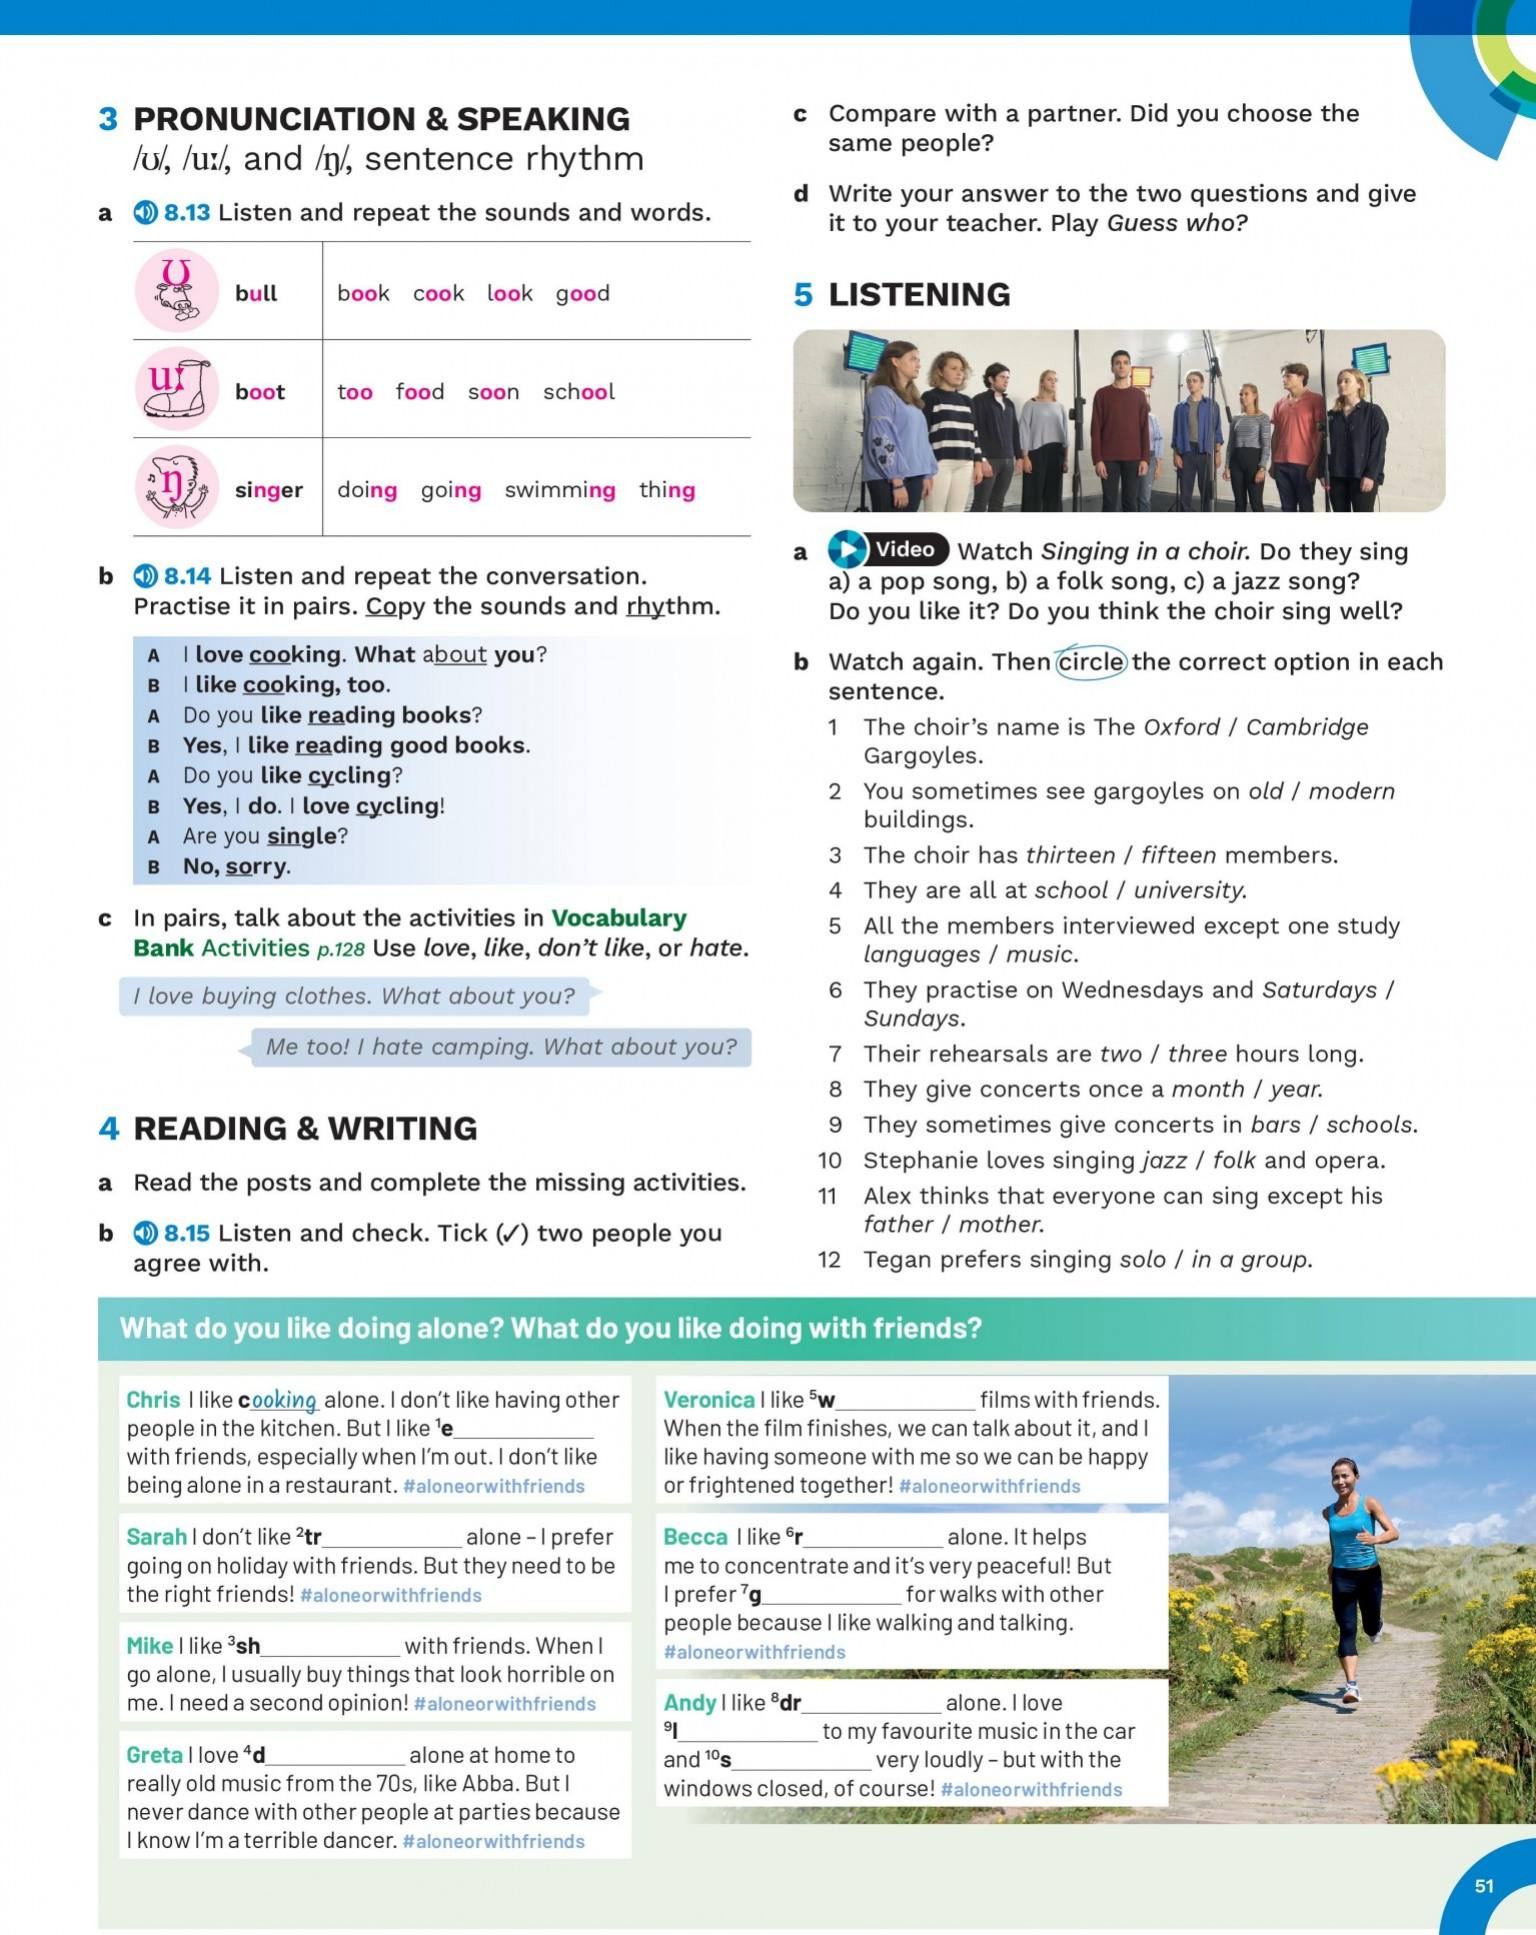 3 PRONUNCIATION & SPEAKING
/ʊ/, /uː/, and /ŋ/, sentence rhythm
a 8.13 Listen and repeat the sounds and words.
ʊ
bull book cook look good
uː
boot too food soon school
ŋ
singer doing going swimming thing
b 8.14 Listen and repeat the conversation.
Practise it in pairs. Copy the sounds and rhythm.
A I love cooking. What about you?
B I like cooking, too.
A Do you like reading books?
B Yes, I like reading good books.
A Do you like cycling?
B Yes, I do. I love cycling!
A Are you single?
B No, sorry.
c In pairs, talk about the activities in Vocabulary
Bank Activities p.128 Use love, like, don't like, or hate.
I love buying clothes. What about you?
Me too! I hate camping. What about you?
4 READING & WRITING
a Read the posts and complete the missing activities.
b 8.15 Listen and check. Tick (✓) two people you
agree with.
c Compare with a partner. Did you choose the
same people?
d Write your answer to the two questions and give
it to your teacher. Play Guess who?
5 LISTENING
a Video Watch Singing in a choir. Do they sing
a) a pop song, b) a folk song, c) a jazz song?
Do you like it? Do you think the choir sing well?
b Watch again. Then circle the correct option in each
sentence.
1 The choir's name is The Oxford / Cambridge
Gargoyles.
2 You sometimes see gargoyles on old / modern
buildings.
3 The choir has thirteen / fifteen members.
4 They are all at school / university.
5 All the members interviewed except one study
languages / music.
6 They practise on Wednesdays and Saturdays /
Sundays.
7 Their rehearsals are two / three hours long.
8 They give concerts once a month / year.
9 They sometimes give concerts in bars / schools.
10 Stephanie loves singing jazz / folk and opera.
11 Alex thinks that everyone can sing except his
father / mother.
12 Tegan prefers singing solo / in a group.
What do you like doing alone? What do you like doing with friends?
Chris I like cooking alone. I don't like having other
people in the kitchen. But I like ¹e____________
with friends, especially when I'm out. I don't like
being alone in a restaurant. #aloneorwithfriends
Sarah I don't like ²tr____________ alone – I prefer
going on holiday with friends. But they need to be
the right friends! #aloneorwithfriends
Mike I like ³sh____________ with friends. When I
go alone, I usually buy things that look horrible on
me. I need a second opinion! #aloneorwithfriends
Greta I love ⁴d____________ alone at home to
really old music from the 70s, like Abba. But I
never dance with other people at parties because
I know I'm a terrible dancer. #aloneorwithfriends
Veronica I like ⁵w____________ films with friends.
When the film finishes, we can talk about it, and I
like having someone with me so we can be happy
or frightened together! #aloneorwithfriends
Becca I like ⁶r____________ alone. It helps
me to concentrate and it's very peaceful! But
I prefer ⁷g____________ for walks with other
people because I like walking and talking.
#aloneorwithfriends
Andy I like ⁸dr____________ alone. I love
⁹l____________ to my favourite music in the car
and ¹⁰s____________ very loudly – but with the
windows closed, of course! #aloneorwithfriends
51